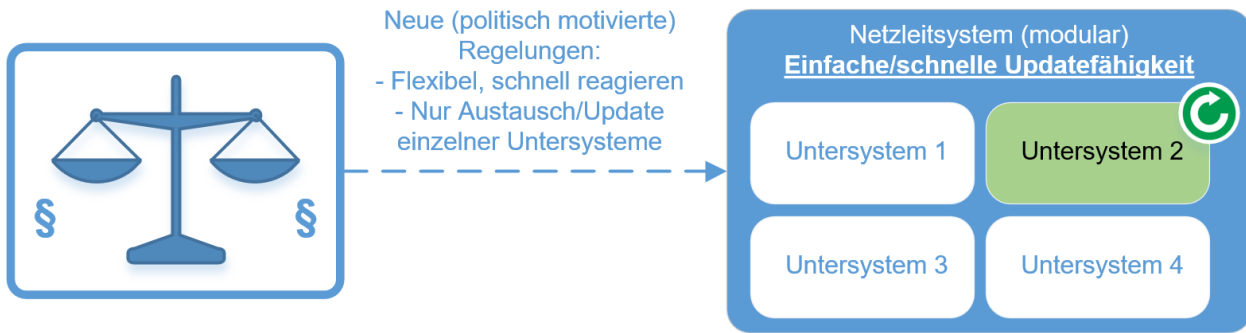 Neue (politisch motivierte)
Regelungen:
- Flexibel, schnell reagieren
- Nur Austausch/Update
einzelner Untersysteme
§
§
Netzleitsystem (modular)
Einfache/schnelle Updatefähigkeit
Untersystem 1
Untersystem 2
Untersystem 3
Untersystem 4